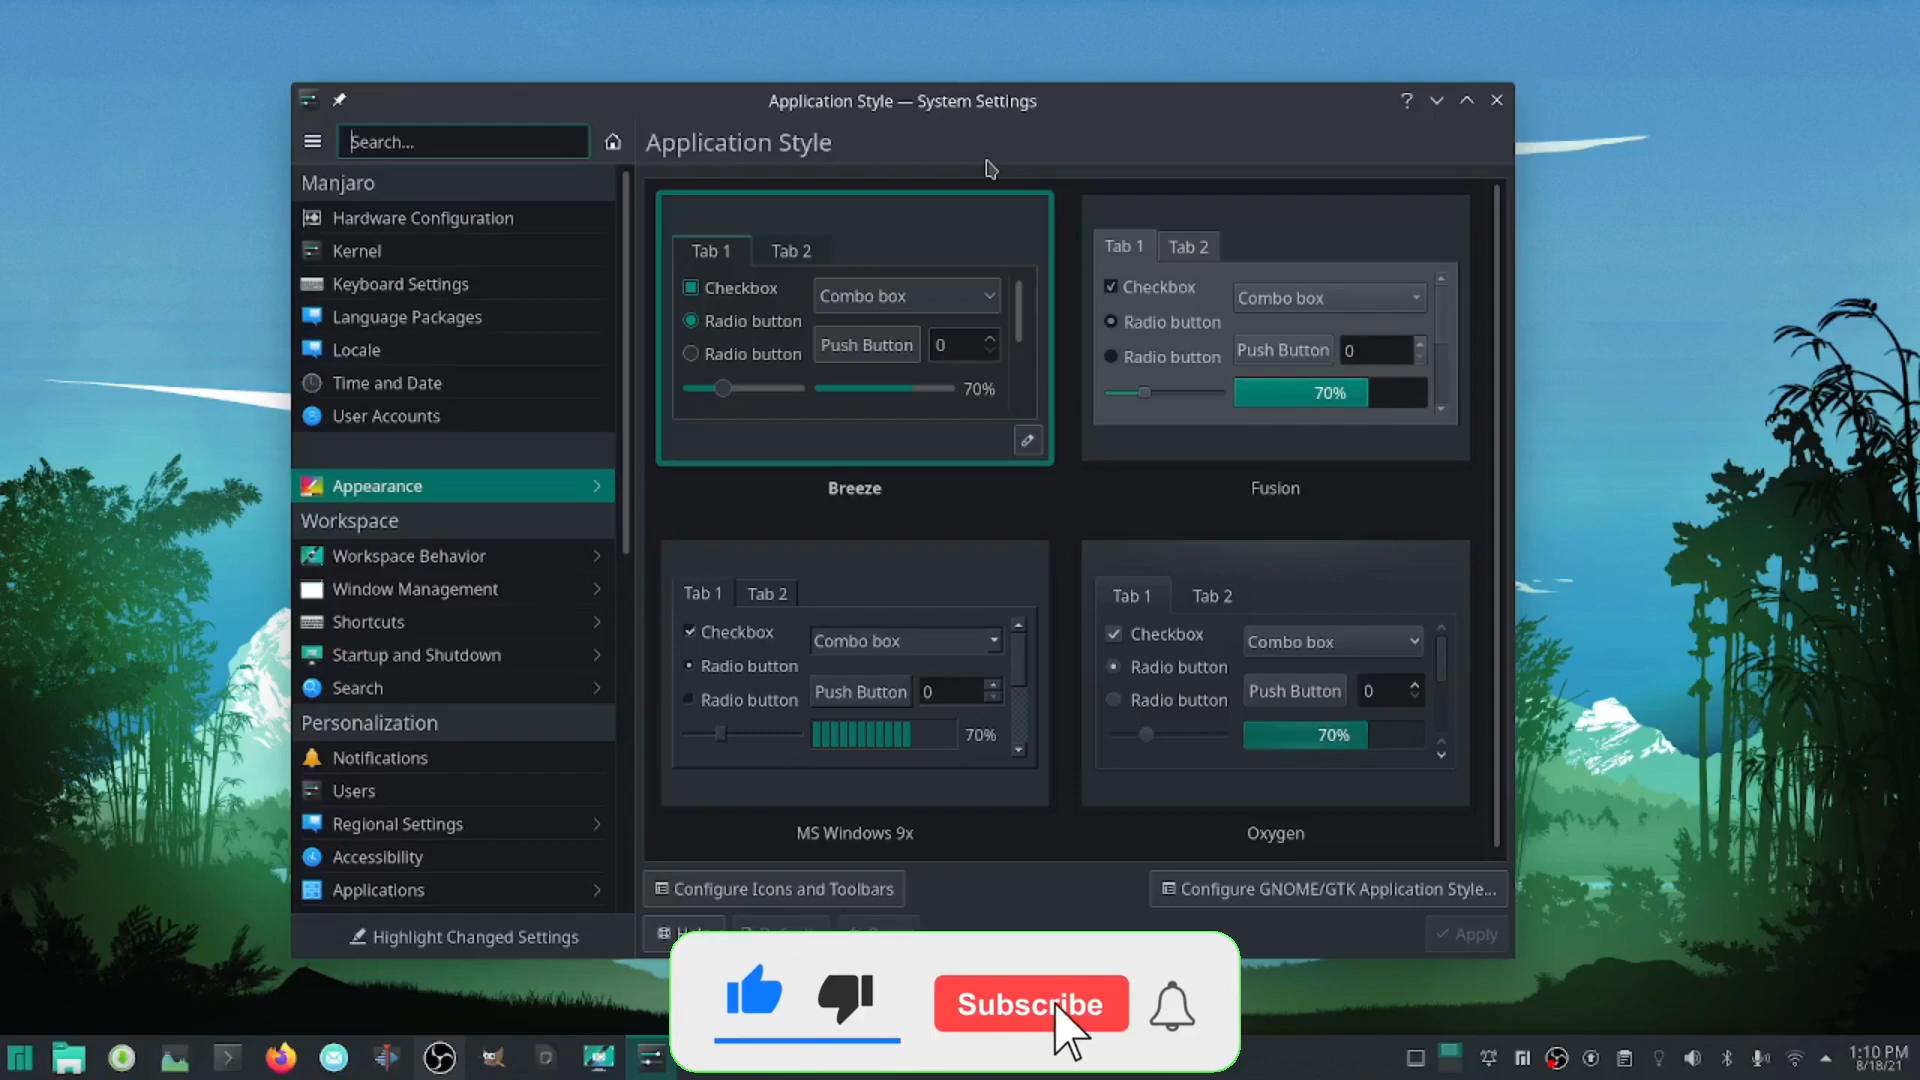 Application Style — System Settings
Search...
Application Style
Manjaro
Hardware Configuration
Kernel
Keyboard Settings
Language Packages
Locale
Time and Date
User Accounts
Appearance
Workspace
Workspace Behavior
Window Management
Shortcuts
Startup and Shutdown
Search
Personalization
Notifications
Users
Regional Settings
Accessibility
Applications
Highlight Changed Settings
Tab 1 Tab 2
Checkbox Combo box
Radio button
Push Button 0
Radio button
70%
Breeze
Tab 1 Tab 2
Checkbox Combo box
Radio button
Push Button 0
Radio button
70%
Fusion
Tab 1 Tab 2
Checkbox Combo box
Radio button
Push Button 0
Radio button
70%
MS Windows 9x
Tab 1 Tab 2
Checkbox Combo box
Radio button
Push Button 0
Radio button
70%
Oxygen
Configure Icons and Toolbars
Configure GNOME/GTK Application Style...
Apply
Subscribe
1:10 PM
8/18/21